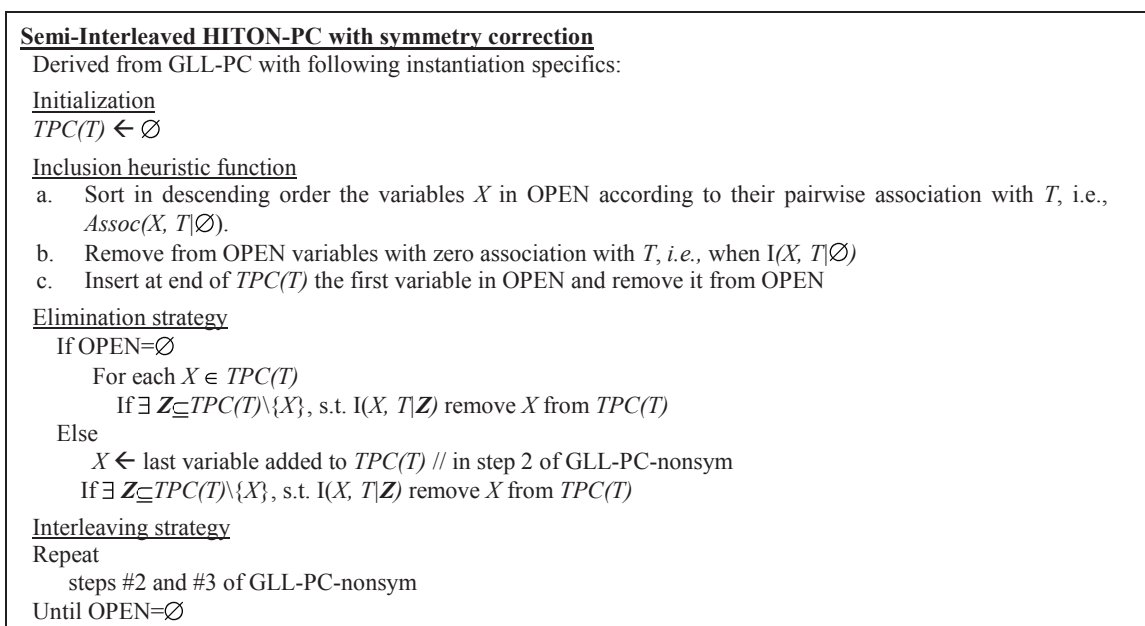 Semi-Interleaved HITON-PC with symmetry correction
Derived from GLL-PC with following instantiation specifics:
Initialization
TPC(T) ← ∅
Inclusion heuristic function
a. Sort in descending order the variables X in OPEN according to their pairwise association with T, i.e.,
Assoc(X, T|∅).
b. Remove from OPEN variables with zero association with T, i.e., when I(X, T|∅)
c. Insert at end of TPC(T) the first variable in OPEN and remove it from OPEN
Elimination strategy
If OPEN=∅
For each X ∈ TPC(T)
If ∃ Z⊆TPC(T)\{X}, s.t. I(X, T|Z) remove X from TPC(T)
Else
X ← last variable added to TPC(T) // in step 2 of GLL-PC-nonsym
If ∃ Z⊆TPC(T)\{X}, s.t. I(X, T|Z) remove X from TPC(T)
Interleaving strategy
Repeat
steps #2 and #3 of GLL-PC-nonsym
Until OPEN=∅